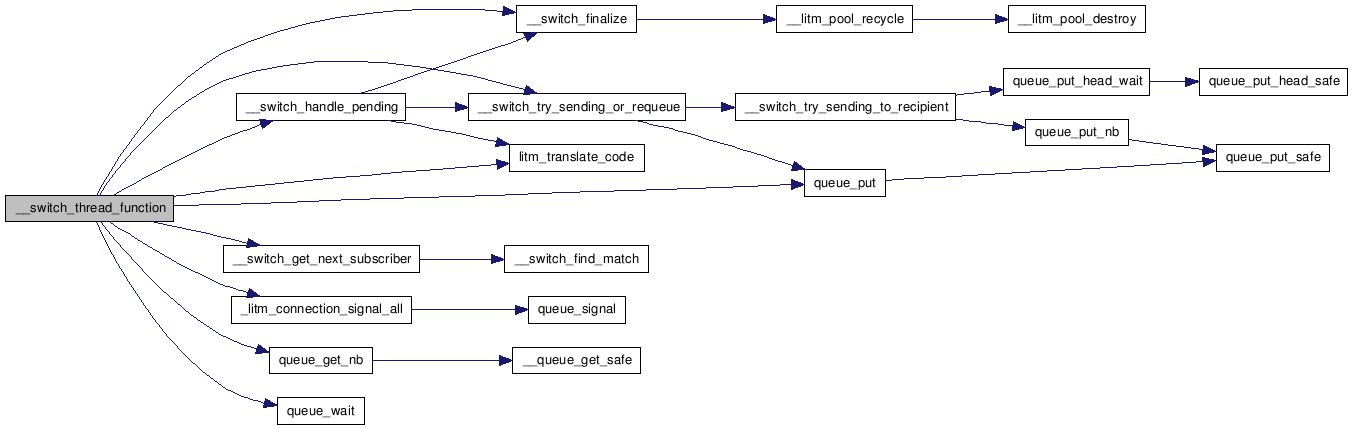 __switch_finalize
__litm_pool_recycle
__litm_pool_destroy
__switch_handle_pending
__switch_try_sending_or_requeue
__switch_try_sending_to_recipient
queue_put_head_wait
queue_put_head_safe
queue_put_nb
litm_translate_code
queue_put_safe
queue_put
__switch_thread_function
__switch_get_next_subscriber
__switch_find_match
_litm_connection_signal_all
queue_signal
queue_get_nb
__queue_get_safe
queue_wait